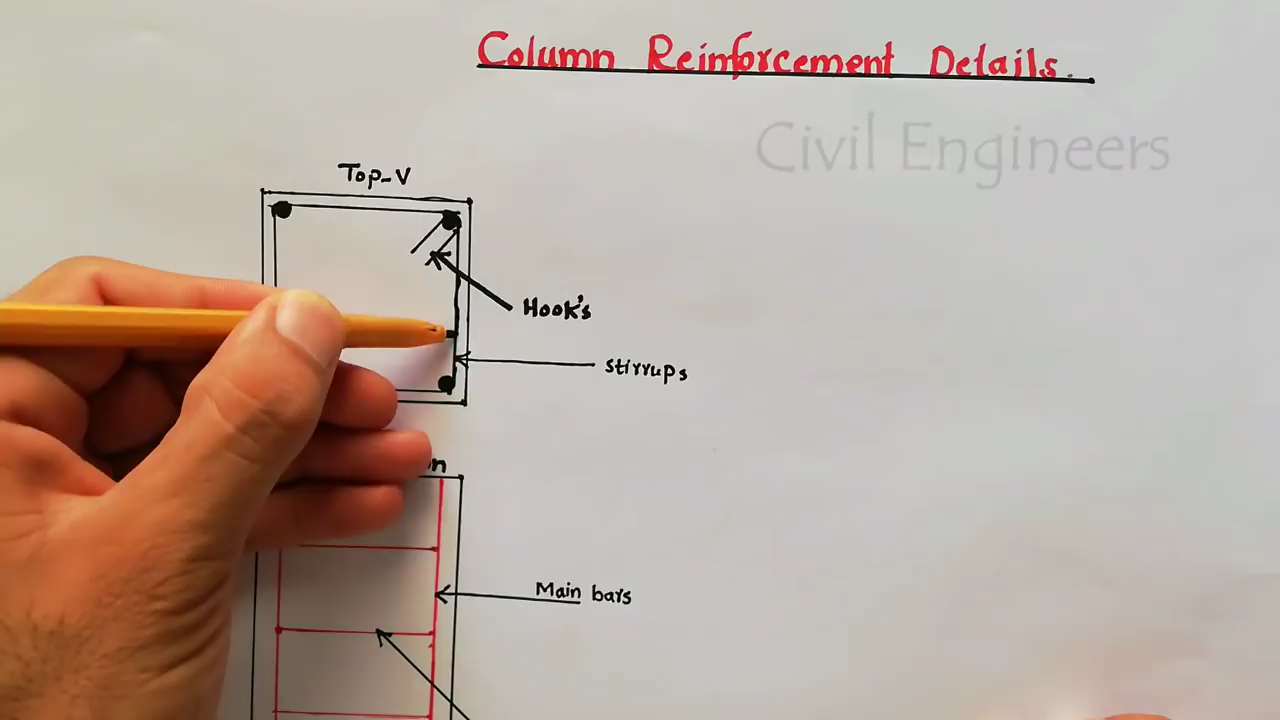 Column Reinforcement Details.
Civil Engineers
Top-V
Hook's
stirrups
Main bars